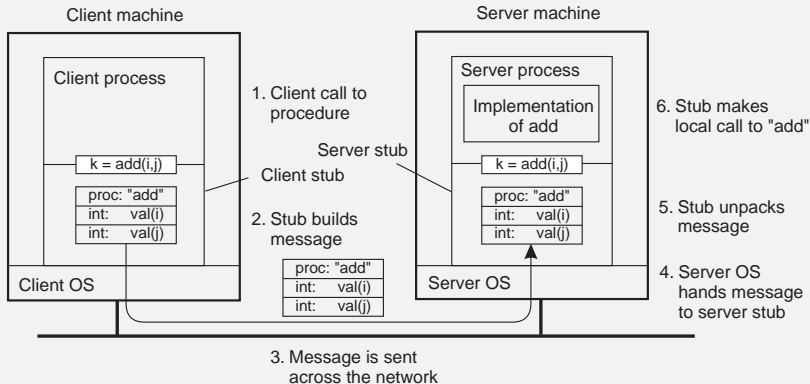 Client machine
Server machine
Client process
1. Client call to
procedure
Server process
Implementation
of add
6. Stub makes
local call to "add"
Server stub
k = add(i,j)
k = add(i,j)
Client stub
proc: "add"
int: val(i)
int: val(j)
2. Stub builds
message
proc: "add"
int: val(i)
int: val(j)
proc: "add"
int: val(i)
int: val(j)
5. Stub unpacks
message
Client OS
Server OS
4. Server OS
hands message
to server stub
3. Message is sent
across the network